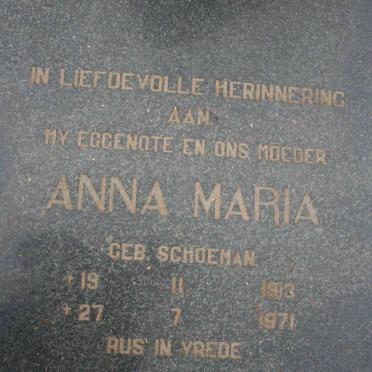 IN LIEFDEVOLLE HERINNERING
AAN
MY EGGENOTE EN ONS MOEDER
ANNA MARIA
GEB. SCHOEMAN
* 19 11 1913
† 27 7 1971
RUS IN VREDE